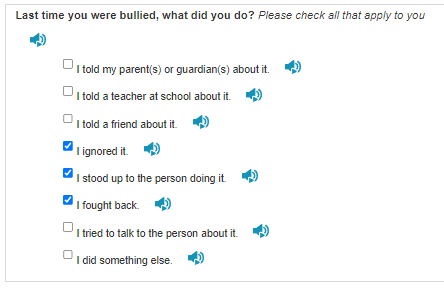 Last time you were bullied, what did you do? Please check all that apply to you
I told my parent(s) or guardian(s) about it.
I told a teacher at school about it.
I told a friend about it.
I ignored it.
I stood up to the person doing it.
I fought back.
I tried to talk to the person about it.
I did something else.